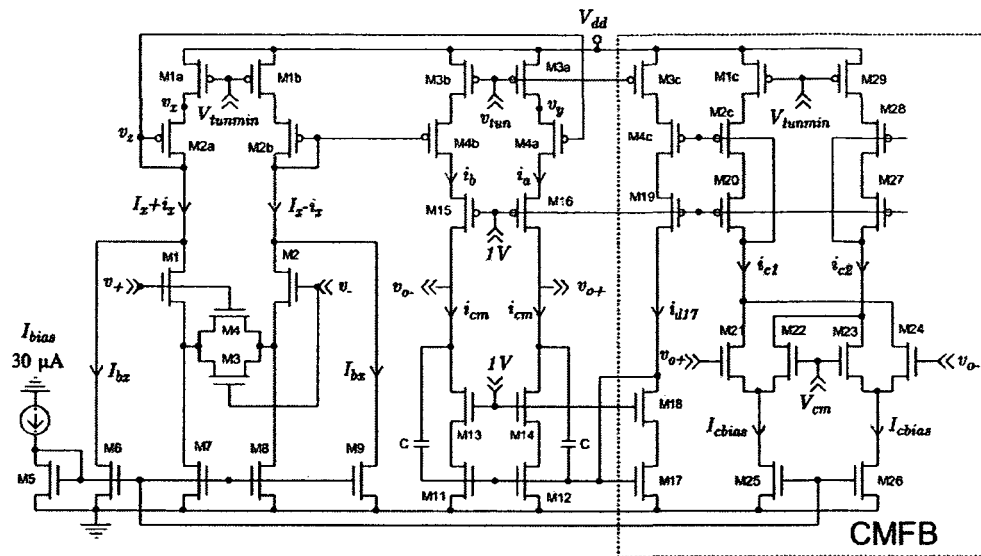 V_dd
M1a
M1b
M3b
M3a
M3c
M1c
M29
v_x
V_tunmin
v_tun
v_y
V_tunmin
M2c
M28
v_z
M2a
M2b
M4b
M4a
M4c
i_b
i_a
M20
M27
I_x+i_x
I_x-i_x
M15
M16
M19
1V
M1
M2
v_o-
v_o+
i_c1
i_c2
v_+
v_-
i_cm
i_cm
i_d17
M4
M21
M22
M23
M24
I_bias
30 μA
M3
1V
v_o+
v_o-
I_bx
I_bx
V_cm
M18
C
M13
M14
C
I_cbias
I_cbias
M5
M6
M7
M8
M9
M11
M12
M17
M25
M26
CMFB